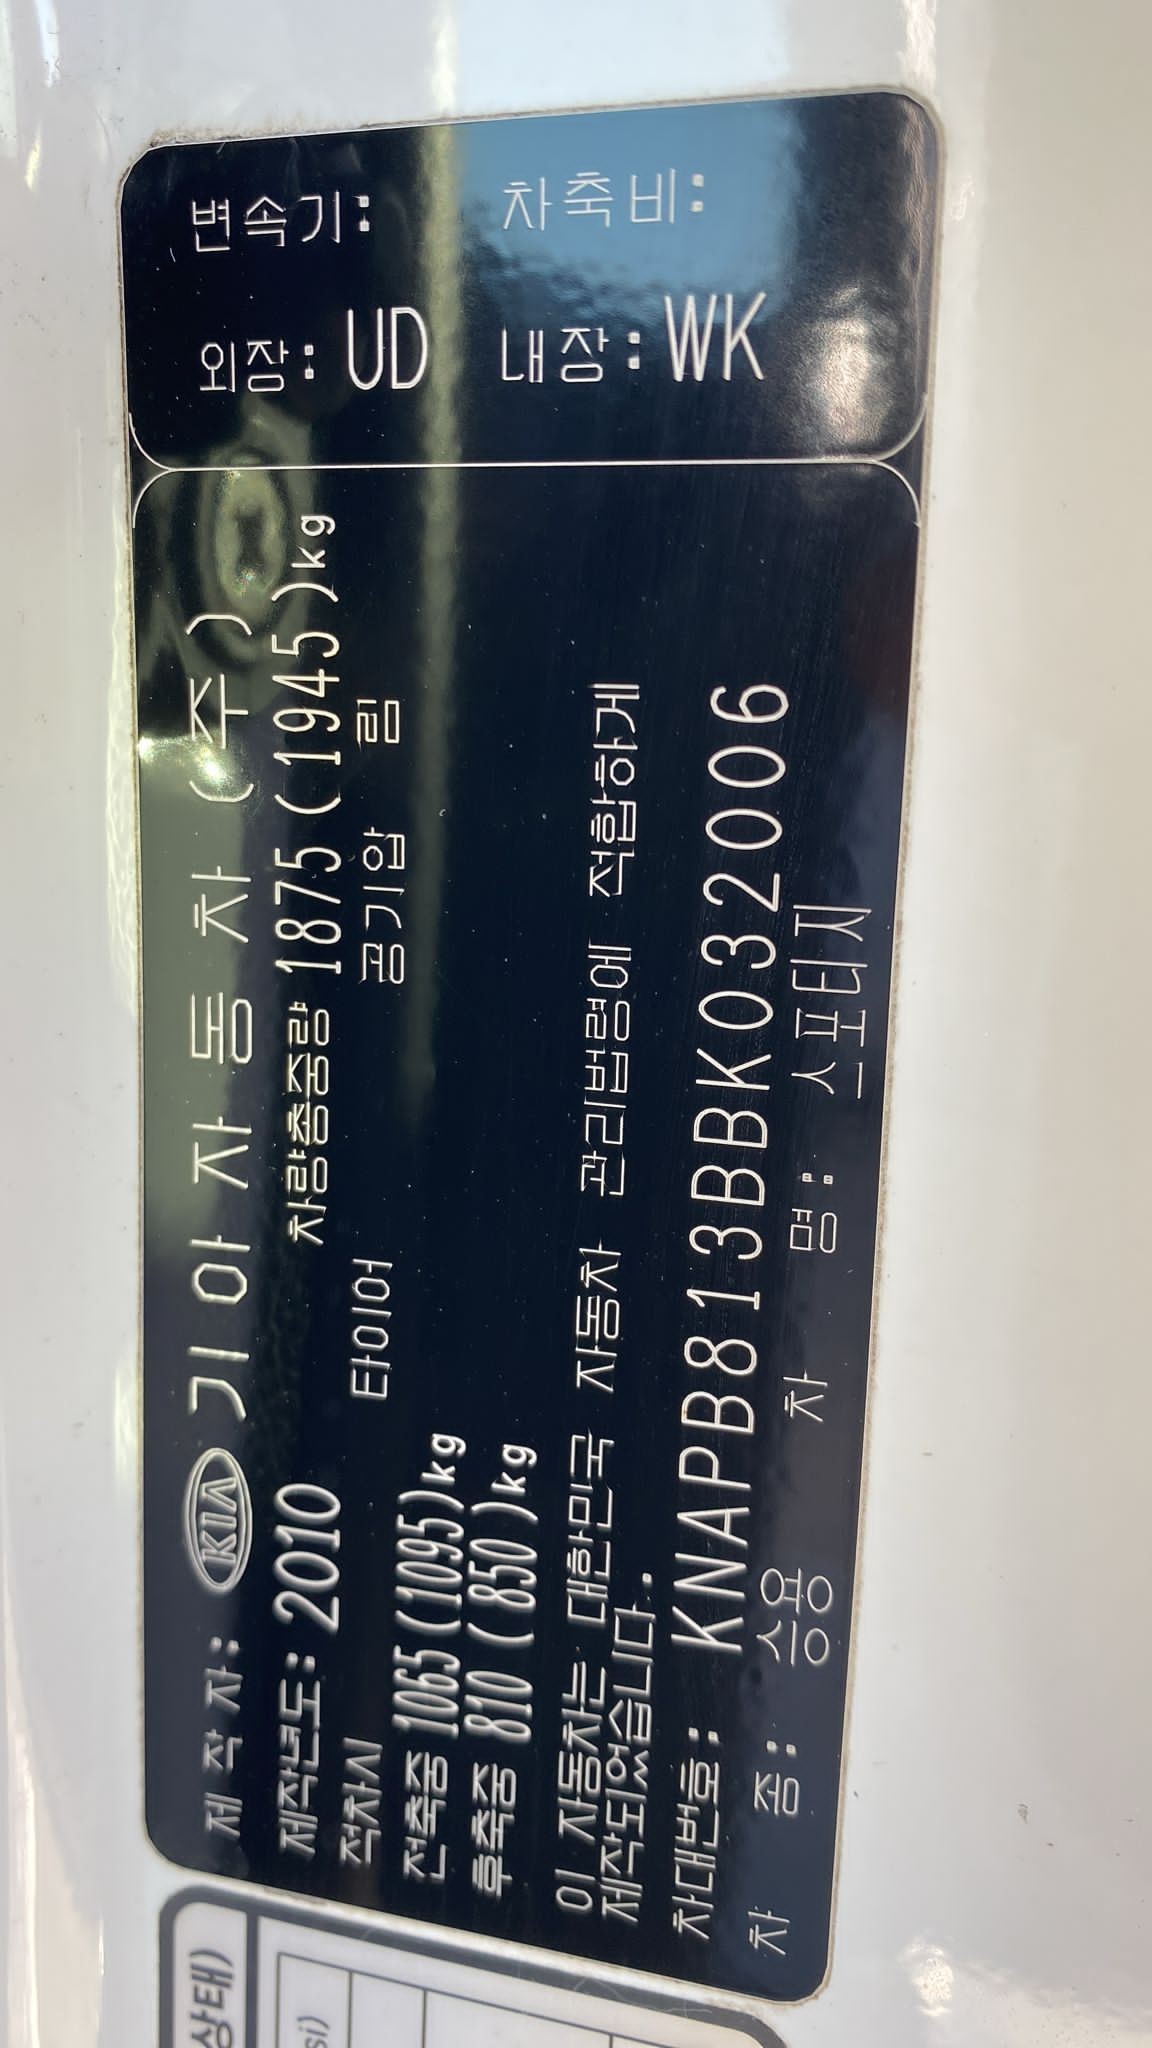 제 작 자: KIA 기 아 자 동 차 (주)
제작년도: 2010 차량총중량 1875(1945)kg
적차시 타이어 공기압 림
전축중 1065(1095)kg
후축중 810 ( 850 )kg
이 자동차는 대한민국 자동차 관리법령에 적합하게
제작되었습니다.
차대번호: KNAPB813BBK032006
차 종: 승용 차 명: 스포티지
변속기:
외장: UD
차축비:
내장: WK
상태)
si)